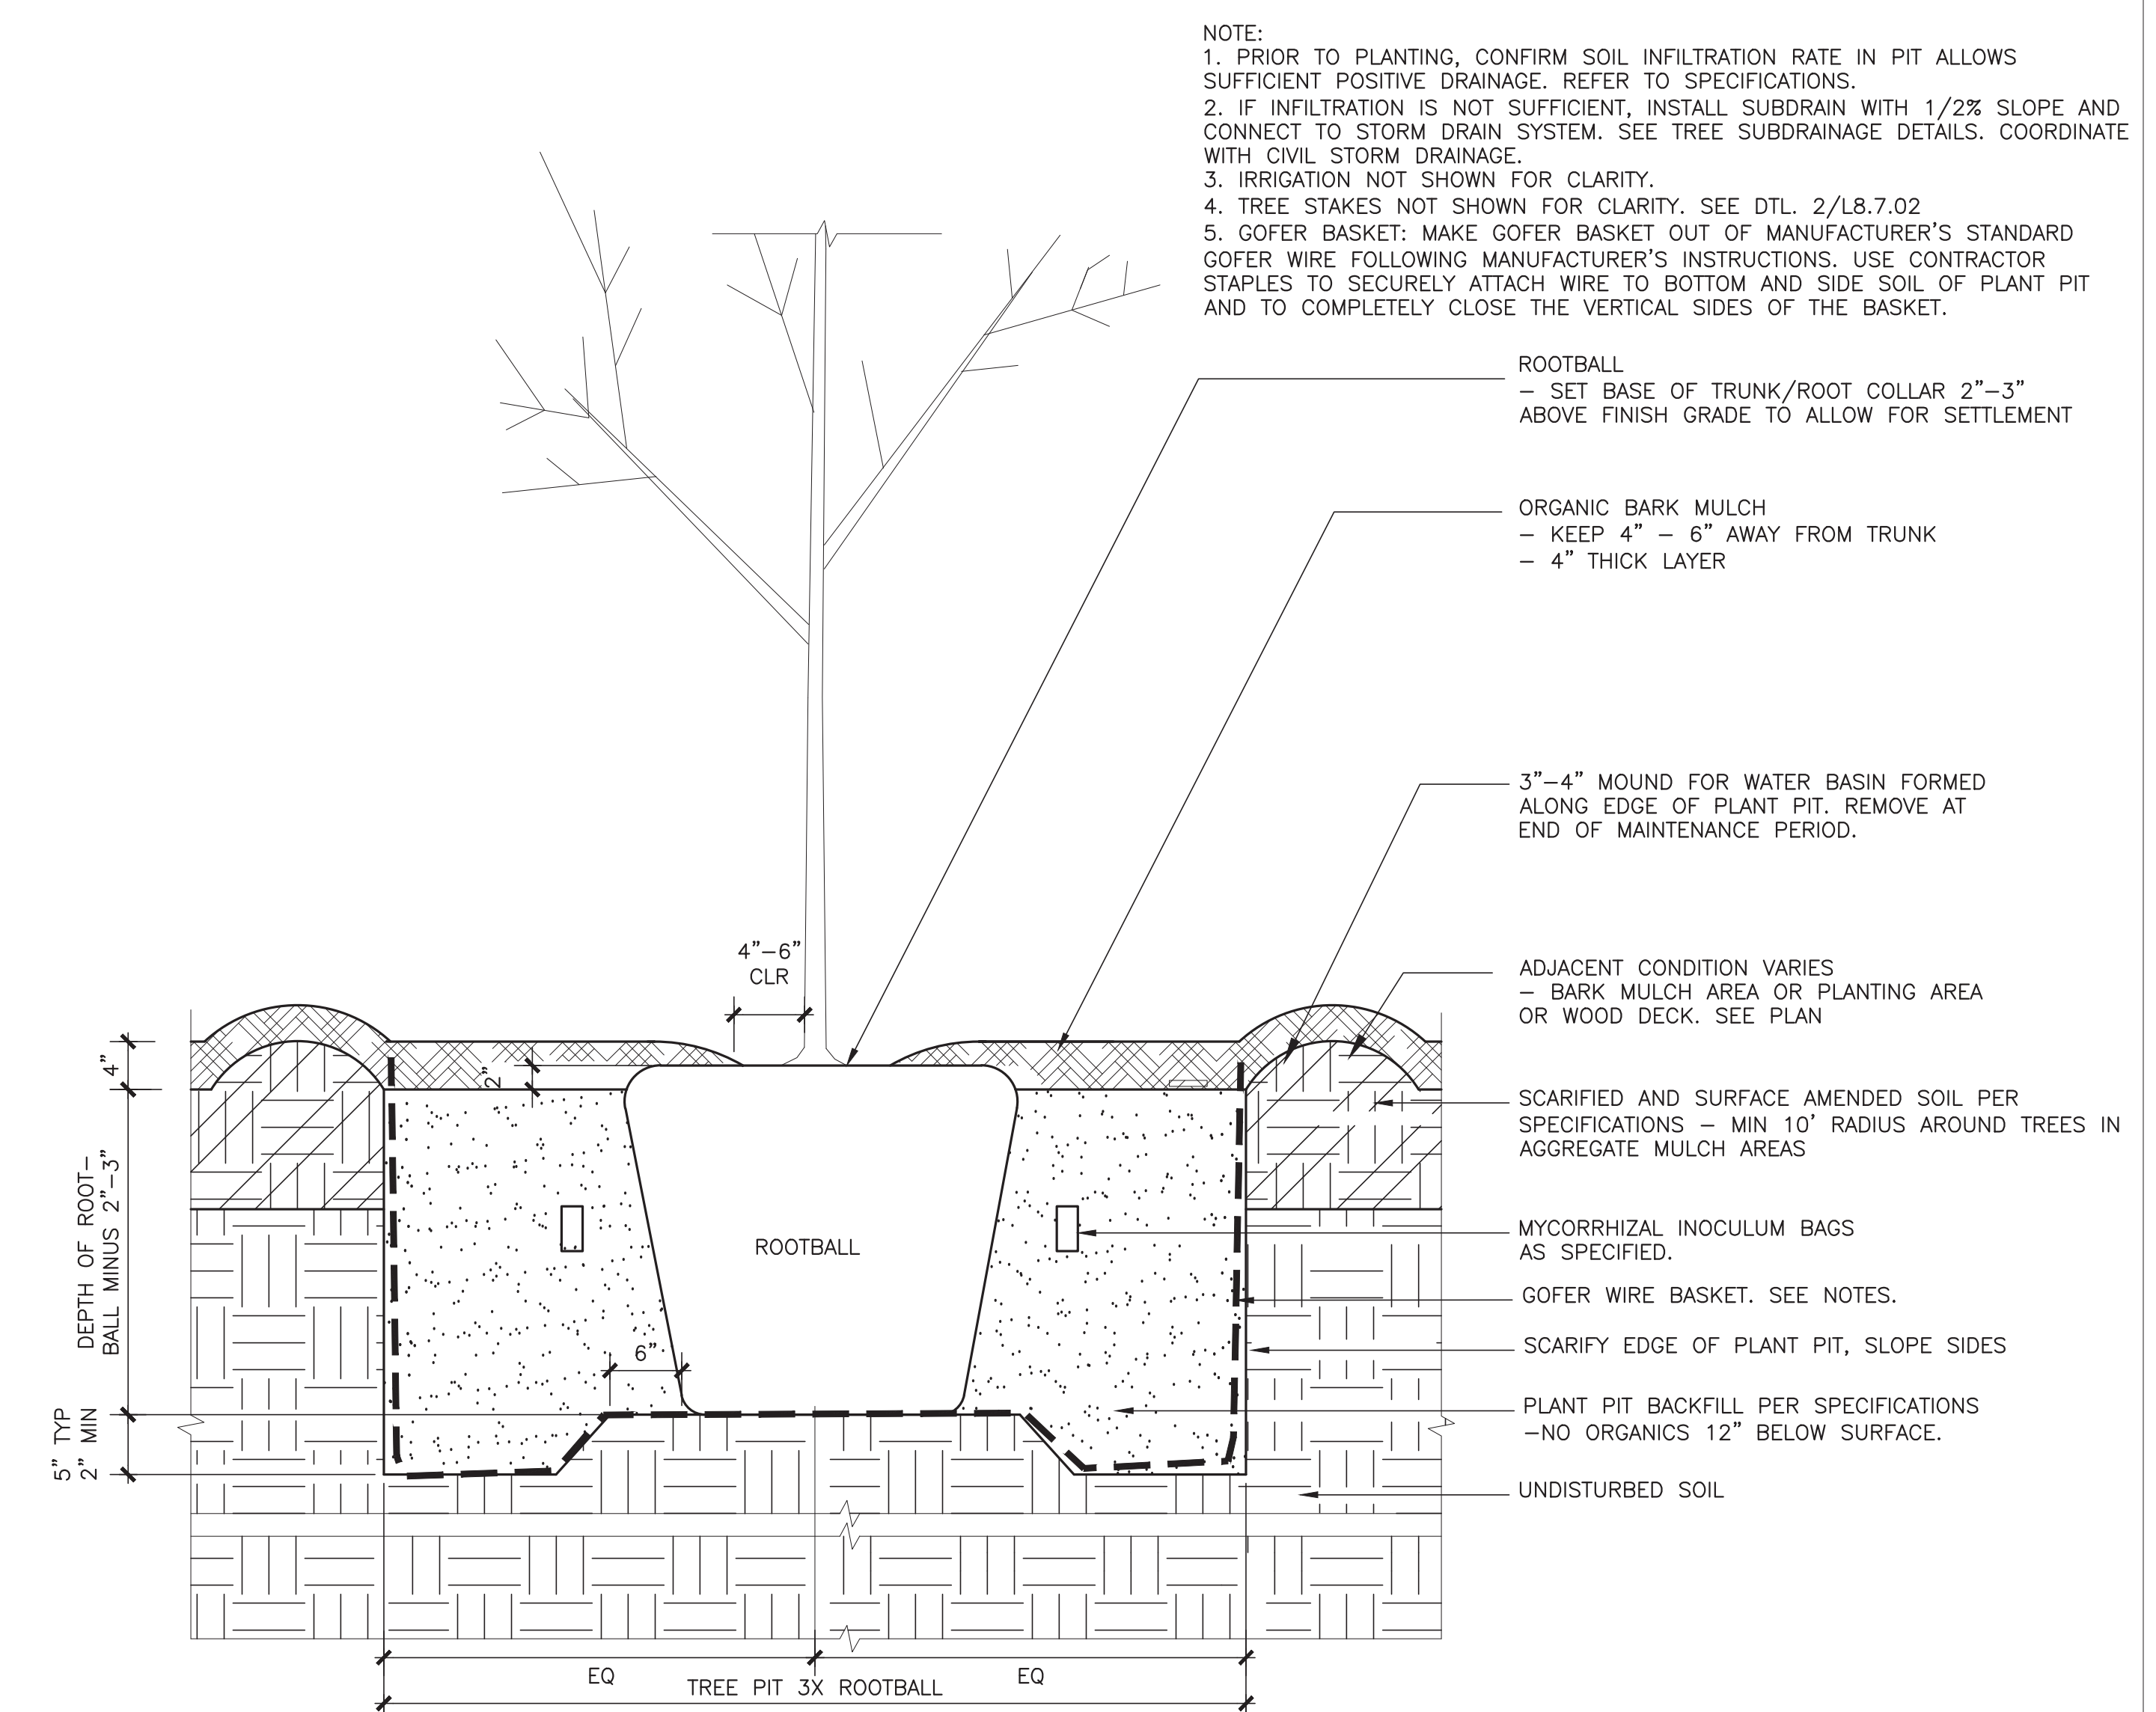 NOTE:
1. PRIOR TO PLANTING, CONFIRM SOIL INFILTRATION RATE IN PIT ALLOWS
SUFFICIENT POSITIVE DRAINAGE. REFER TO SPECIFICATIONS.
2. IF INFILTRATION IS NOT SUFFICIENT, INSTALL SUBDRAIN WITH 1/2% SLOPE AND
CONNECT TO STORM DRAIN SYSTEM. SEE TREE SUBDRAINAGE DETAILS. COORDINATE
WITH CIVIL STORM DRAINAGE.
3. IRRIGATION NOT SHOWN FOR CLARITY.
4. TREE STAKES NOT SHOWN FOR CLARITY. SEE DTL. 2/L8.7.02
5. GOFER BASKET: MAKE GOFER BASKET OUT OF MANUFACTURER'S STANDARD
GOFER WIRE FOLLOWING MANUFACTURER'S INSTRUCTIONS. USE CONTRACTOR
STAPLES TO SECURELY ATTACH WIRE TO BOTTOM AND SIDE SOIL OF PLANT PIT
AND TO COMPLETELY CLOSE THE VERTICAL SIDES OF THE BASKET.
ROOTBALL
– SET BASE OF TRUNK/ROOT COLLAR 2"–3"
ABOVE FINISH GRADE TO ALLOW FOR SETTLEMENT
ORGANIC BARK MULCH
– KEEP 4" – 6" AWAY FROM TRUNK
– 4" THICK LAYER
3"–4" MOUND FOR WATER BASIN FORMED
ALONG EDGE OF PLANT PIT. REMOVE AT
END OF MAINTENANCE PERIOD.
ADJACENT CONDITION VARIES
– BARK MULCH AREA OR PLANTING AREA
OR WOOD DECK. SEE PLAN
SCARIFIED AND SURFACE AMENDED SOIL PER
SPECIFICATIONS – MIN 10' RADIUS AROUND TREES IN
AGGREGATE MULCH AREAS
MYCORRHIZAL INOCULUM BAGS
AS SPECIFIED.
GOFER WIRE BASKET. SEE NOTES.
SCARIFY EDGE OF PLANT PIT, SLOPE SIDES
PLANT PIT BACKFILL PER SPECIFICATIONS
–NO ORGANICS 12" BELOW SURFACE.
UNDISTURBED SOIL
4"–6"
CLR
4"
2"
DEPTH OF ROOT–
BALL MINUS 2"–3"
ROOTBALL
6"
5" TYP
2" MIN
EQ
EQ
TREE PIT 3X ROOTBALL